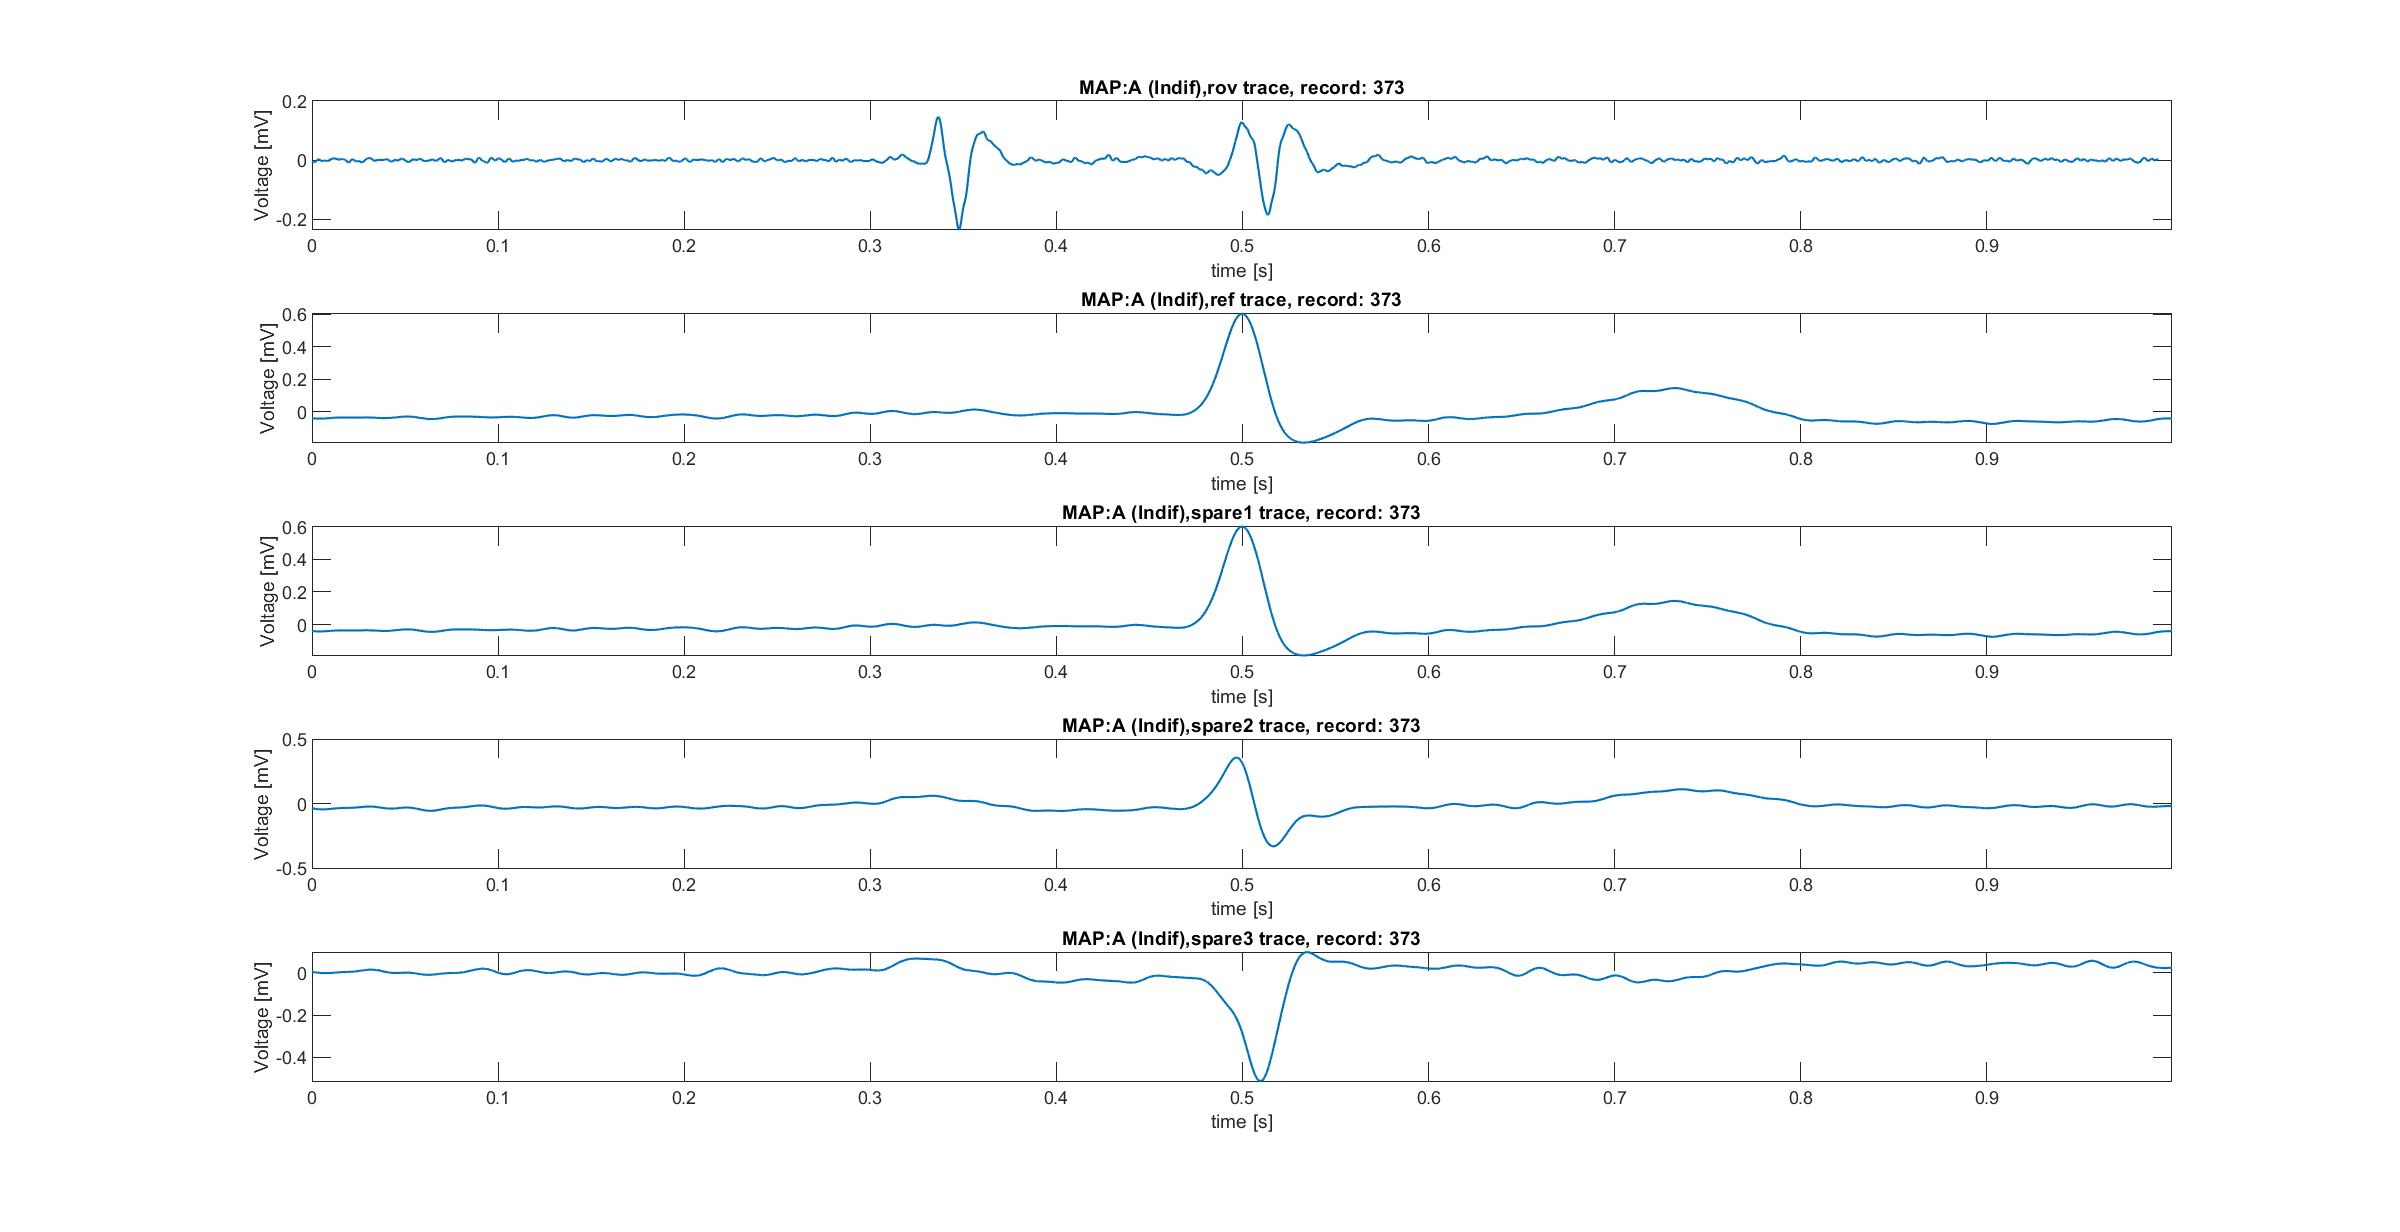 MAP:A (Indif),rov trace, record: 373
Voltage [mV]
0.2
0
-0.2
0 0.1 0.2 0.3 0.4 0.5 0.6 0.7 0.8 0.9
time [s]
MAP:A (Indif),ref trace, record: 373
Voltage [mV]
0.6
0.4
0.2
0
0 0.1 0.2 0.3 0.4 0.5 0.6 0.7 0.8 0.9
time [s]
MAP:A (Indif),spare1 trace, record: 373
Voltage [mV]
0.6
0.4
0.2
0
0 0.1 0.2 0.3 0.4 0.5 0.6 0.7 0.8 0.9
time [s]
MAP:A (Indif),spare2 trace, record: 373
Voltage [mV]
0.5
0
-0.5
0 0.1 0.2 0.3 0.4 0.5 0.6 0.7 0.8 0.9
time [s]
MAP:A (Indif),spare3 trace, record: 373
Voltage [mV]
0
-0.2
-0.4
0 0.1 0.2 0.3 0.4 0.5 0.6 0.7 0.8 0.9
time [s]